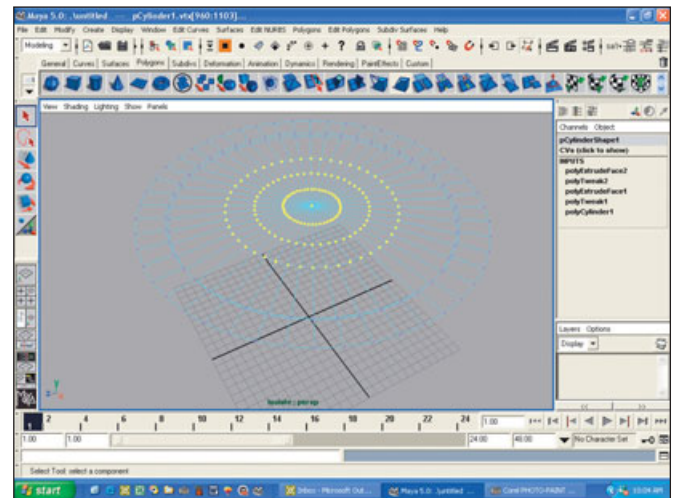 Maya 5.0: .\untitled --- pCylinder1.vtx[960:1103]...
File Edit Modify Create Display Window Edit Curves Surfaces Edit NURBS Polygons Edit Polygons Subdiv Surfaces Help
Modeling
General Curves Surfaces Polygons Subdivs Deformation Animation Dynamics Rendering PaintEffects Custom
View Shading Lighting Show Panels
Channels Object
pCylinderShape1
CVs (click to show)
INPUTS
polyExtrudeFace2
polyTweak2
polyExtrudeFace1
polyTweak1
polyCylinder1
Layers Options
Display
y
z x
persp
1 2 4 6 8 10 12 14 16 18 20 22 24 1.00
1.00 1.00 24.00 48.00 No Character Set
Select Tool: select a component
start Inbox - Microsoft Out... Maya 5.0: .\untitled ... Corel PHOTO-PAINT ... 10:04 AM